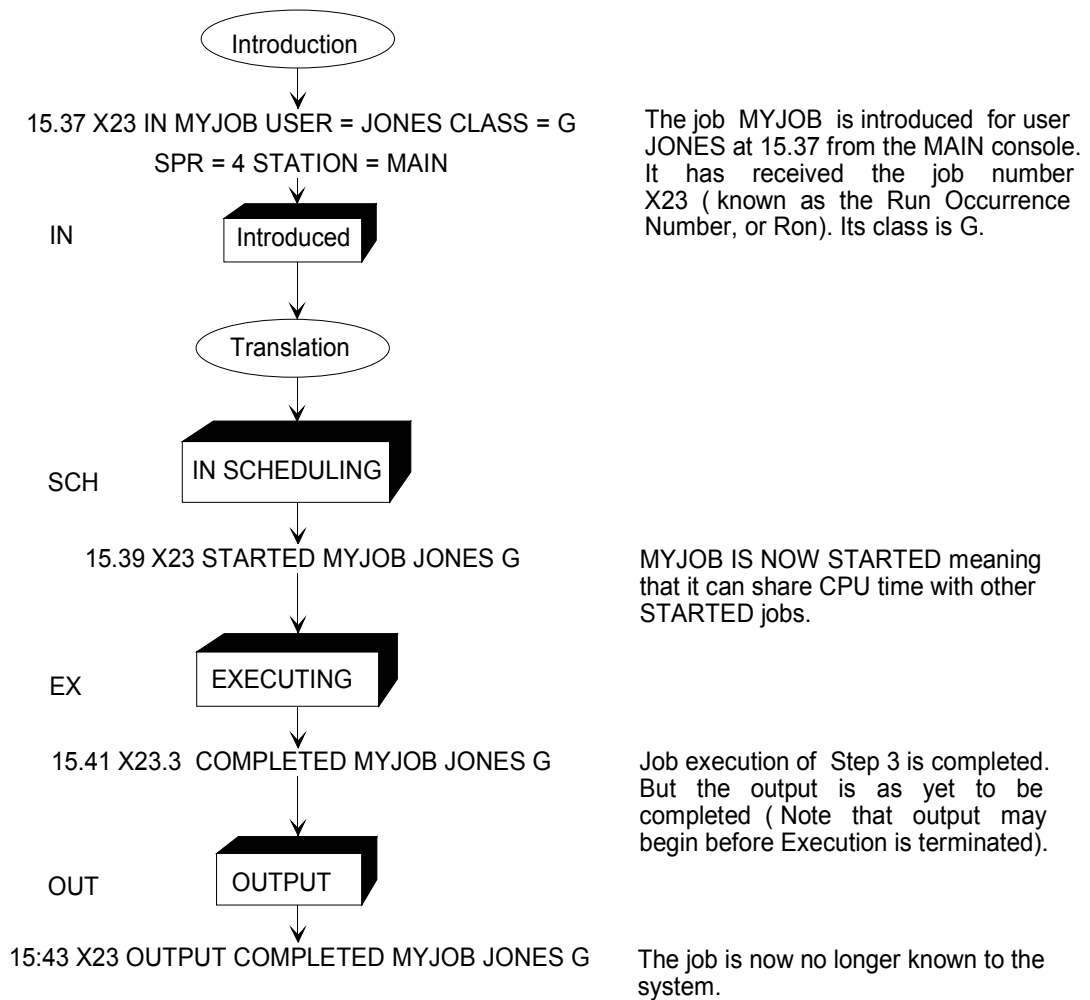 Introduction
15.37 X23 IN MYJOB USER = JONES CLASS = G
SPR = 4 STATION = MAIN
The job MYJOB is introduced for user
JONES at 15.37 from the MAIN console.
It has received the job number
X23 ( known as the Run Occurrence
Number, or Ron). Its class is G.
IN
Introduced
Translation
SCH
IN SCHEDULING
15.39 X23 STARTED MYJOB JONES G
MYJOB IS NOW STARTED meaning
that it can share CPU time with other
STARTED jobs.
EX
EXECUTING
15.41 X23.3 COMPLETED MYJOB JONES G
Job execution of Step 3 is completed.
But the output is as yet to be
completed ( Note that output may
begin before Execution is terminated).
OUT
OUTPUT
15:43 X23 OUTPUT COMPLETED MYJOB JONES G
The job is now no longer known to the
system.